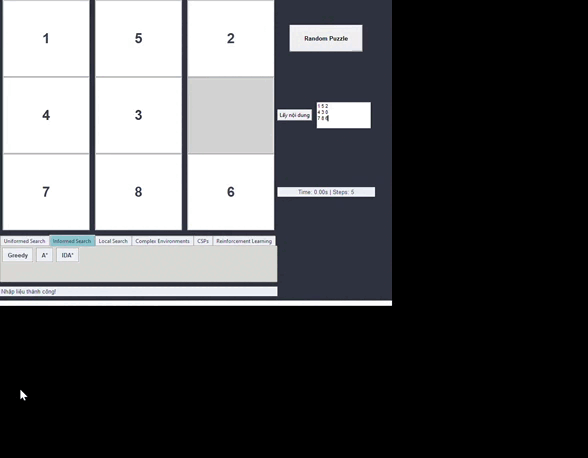 1 5 2
Random Puzzle
4 3
Lấy nội dung
1 5 2
4 3 0
7 8 6
7 8 6
Time: 0.00s | Steps: 5
Uniformed Search Informed Search Local Search Complex Environments CSPs Reinforcement Learning
Greedy A* IDA*
Nhập liệu thành công!